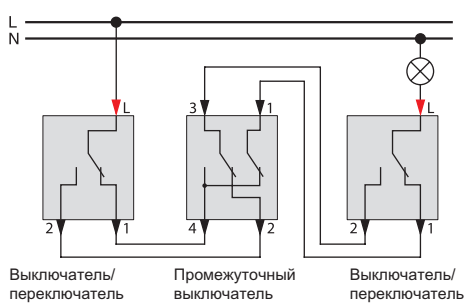 L
N
L 3 1 L
2 1 4 2 2 1
Выключатель/ Промежуточный Выключатель/
переключатель выключатель переключатель